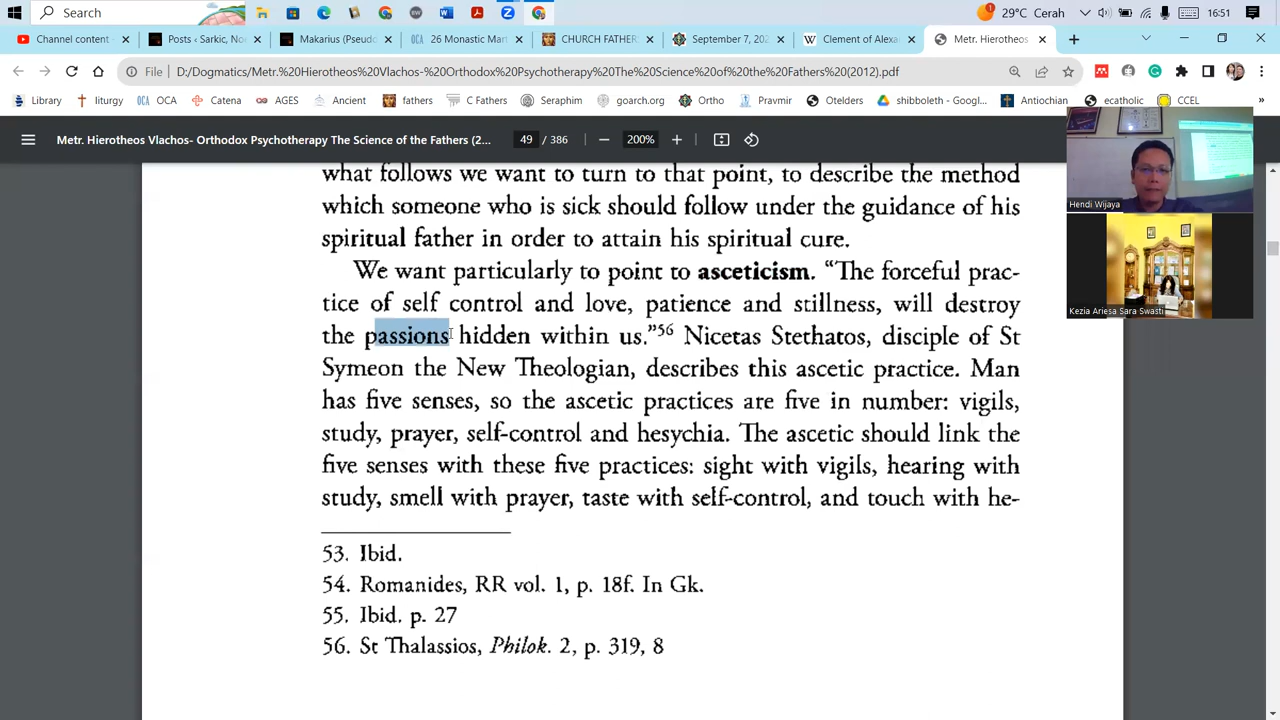 Search
29°C Cerah
16:51
Channel content -
Posts ‹ Sarkic, No
Makarius (Pseudo
OCA 26 Monastic Mar
CHURCH FATHER
September 7, 202
W Clement of Alexa
Metr. Hierotheos
File D:/Dogmatics/Metr.%20Hierotheos%20Vlachos-%20Orthodox%20Psychotherapy%20The%20Science%20of%20the%20Fathers%20(2012).pdf
Library liturgy OCA Catena AGES Ancient fathers C Fathers Seraphim goarch.org Ortho Pravmir Otelders shibboleth - Googl... Antiochian ecatholic CCEL »
Metr. Hierotheos Vlachos- Orthodox Psychotherapy The Science of the Fathers (2... 49 / 386 200%
what follows we want to turn to that point, to describe the method
which someone who is sick should follow under the guidance of his
spiritual father in order to attain his spiritual cure.
We want particularly to point to asceticism. “The forceful prac-
tice of self control and love, patience and stillness, will destroy
the passions hidden within us.”56 Nicetas Stethatos, disciple of St
Symeon the New Theologian, describes this ascetic practice. Man
has five senses, so the ascetic practices are five in number: vigils,
study, prayer, self-control and hesychia. The ascetic should link the
five senses with these five practices: sight with vigils, hearing with
study, smell with prayer, taste with self-control, and touch with he-
53. Ibid.
54. Romanides, RR vol. 1, p. 18f. In Gk.
55. Ibid. p. 27
56. St Thalassios, Philok. 2, p. 319, 8
Hendi Wijaya
Kezia Ariesa Sara Swasti